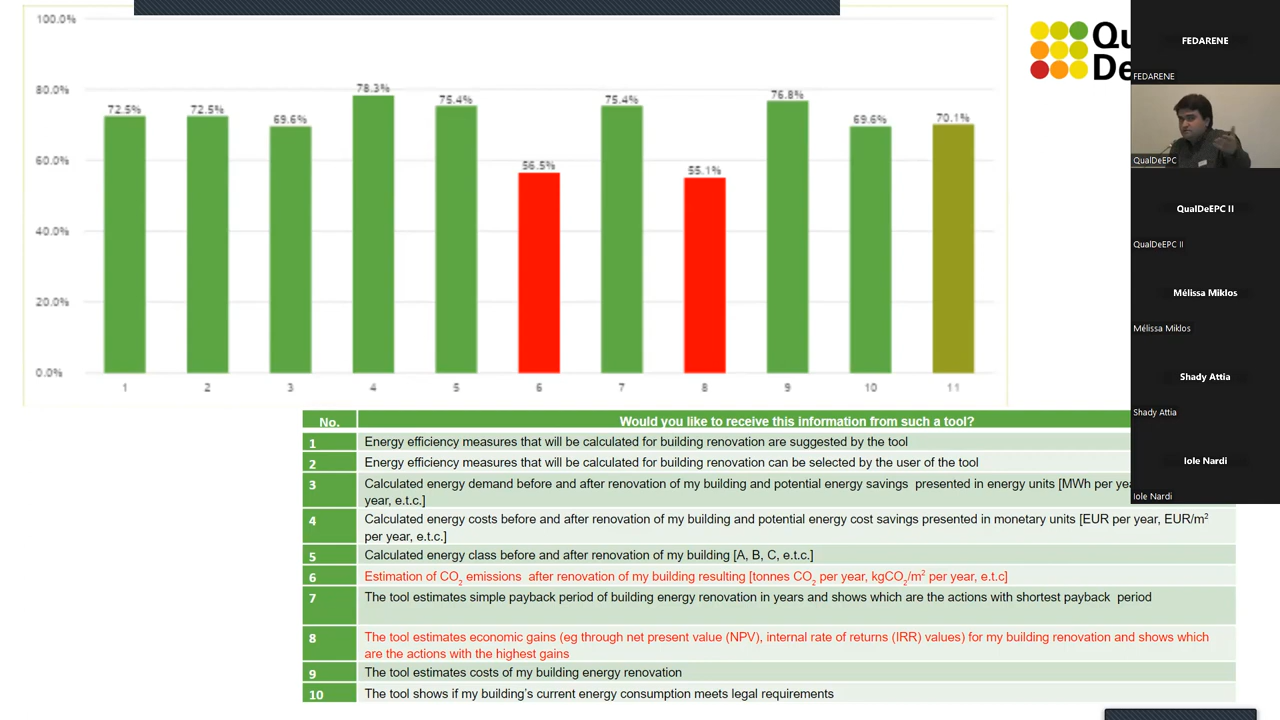 100.0%
80.0%
60.0%
40.0%
20.0%
0.0%
72.5%
72.5%
69.6%
78.3%
75.4%
56.5%
75.4%
55.1%
76.8%
69.6%
70.1%
1 2 3 4 5 6 7 8 9 10 11
Qu
De
FEDARENE
FEDARENE
QualDeEPC
QualDeEPC II
QualDeEPC II
Mélissa Miklos
Mélissa Miklos
Shady Attia
Shady Attia
Iole Nardi
Iole Nardi
No. Would you like to receive this information from such a tool?
1 Energy efficiency measures that will be calculated for building renovation are suggested by the tool
2 Energy efficiency measures that will be calculated for building renovation can be selected by the user of the tool
3 Calculated energy demand before and after renovation of my building and potential energy savings presented in energy units [MWh per yea
year, e.t.c.]
4 Calculated energy costs before and after renovation of my building and potential energy cost savings presented in monetary units [EUR per year, EUR/m²
per year, e.t.c.]
5 Calculated energy class before and after renovation of my building [A, B, C, e.t.c.]
6 Estimation of CO₂ emissions after renovation of my building resulting [tonnes CO₂ per year, kgCO₂/m² per year, e.t.c]
7 The tool estimates simple payback period of building energy renovation in years and shows which are the actions with shortest payback period
8 The tool estimates economic gains (eg through net present value (NPV), internal rate of returns (IRR) values) for my building renovation and shows which
are the actions with the highest gains
9 The tool estimates costs of my building energy renovation
10 The tool shows if my building's current energy consumption meets legal requirements